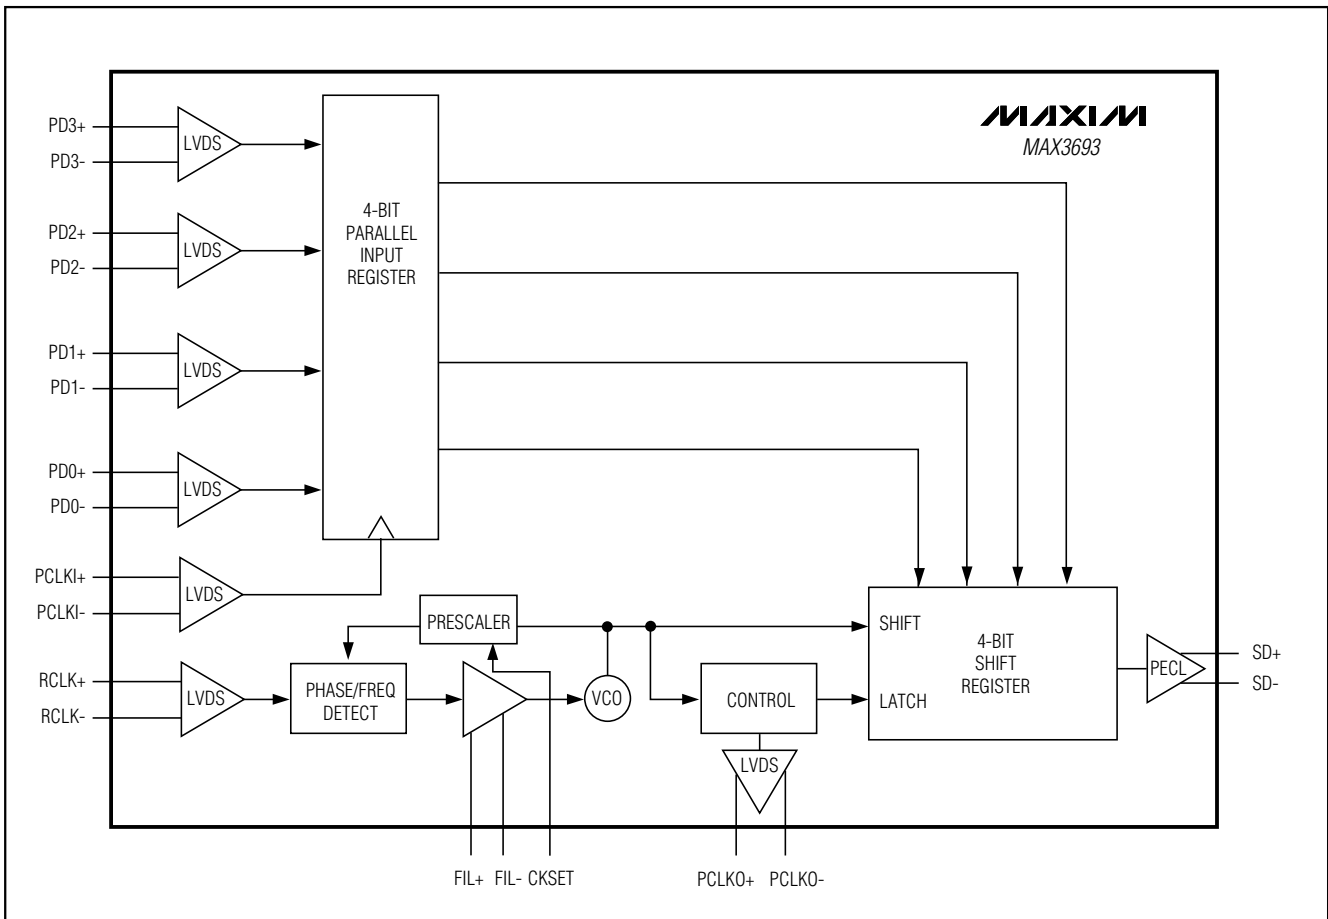 MAXIM
MAX3693
PD3+
PD3-
LVDS
PD2+
PD2-
LVDS
PD1+
PD1-
LVDS
PD0+
PD0-
LVDS
4-BIT
PARALLEL
INPUT
REGISTER
PCLKI+
PCLKI-
LVDS
RCLK+
RCLK-
LVDS
PRESCALER
PHASE/FREQ
DETECT
VCO
CONTROL
LVDS
SHIFT
LATCH
4-BIT
SHIFT
REGISTER
PECL
SD+
SD-
FIL+ FIL- CKSET
PCLKO+ PCLKO-